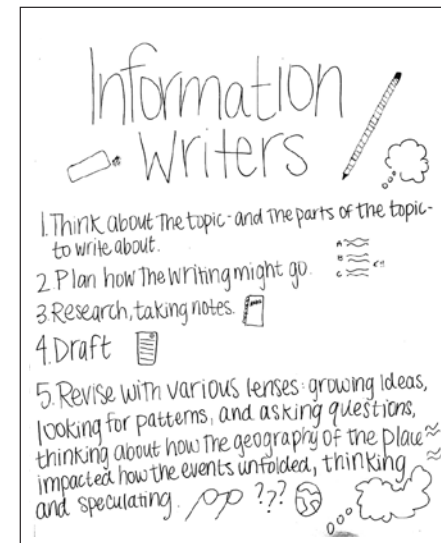 Information
Writers
1. Think about the topic - and the parts of the topic -
to write about.
2. Plan how the writing might go.
A
B
C
3. Research, taking notes.
4. Draft
5. Revise with various lenses: growing ideas,
looking for patterns, and asking questions,
thinking about how the geography of the place
impacted how the events unfolded, thinking
and speculating. ???